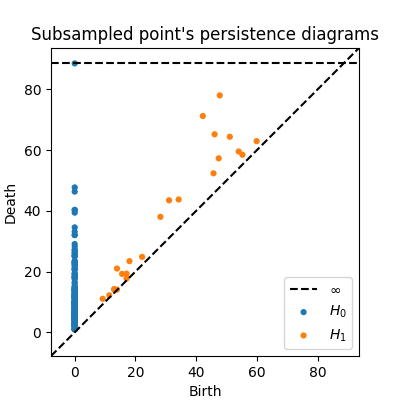 Subsampled point's persistence diagrams
80
60
40
20
0
Death
∞
H₀
H₁
0 20 40 60 80
Birth